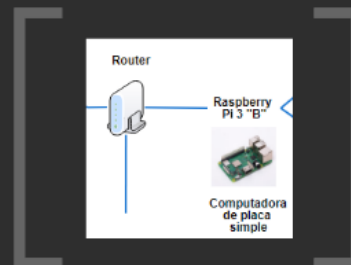 Router
Raspberry
Pi 3 "B"
Computadora
de placa
simple